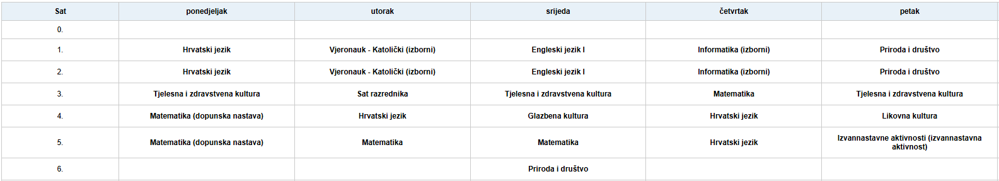 Sat ponedjeljak utorak srijeda četvrtak petak
0.
1. Hrvatski jezik Vjeronauk - Katolički (izborni) Engleski jezik I Informatika (izborni) Priroda i društvo
2. Hrvatski jezik Vjeronauk - Katolički (izborni) Engleski jezik I Informatika (izborni) Priroda i društvo
3. Tjelesna i zdravstvena kultura Sat razrednika Tjelesna i zdravstvena kultura Matematika Tjelesna i zdravstvena kultura
4. Matematika (dopunska nastava) Hrvatski jezik Glazbena kultura Hrvatski jezik Likovna kultura
5. Matematika (dopunska nastava) Matematika Matematika Hrvatski jezik Izvannastavne aktivnosti (izvannastavna
aktivnost)
6. Priroda i društvo